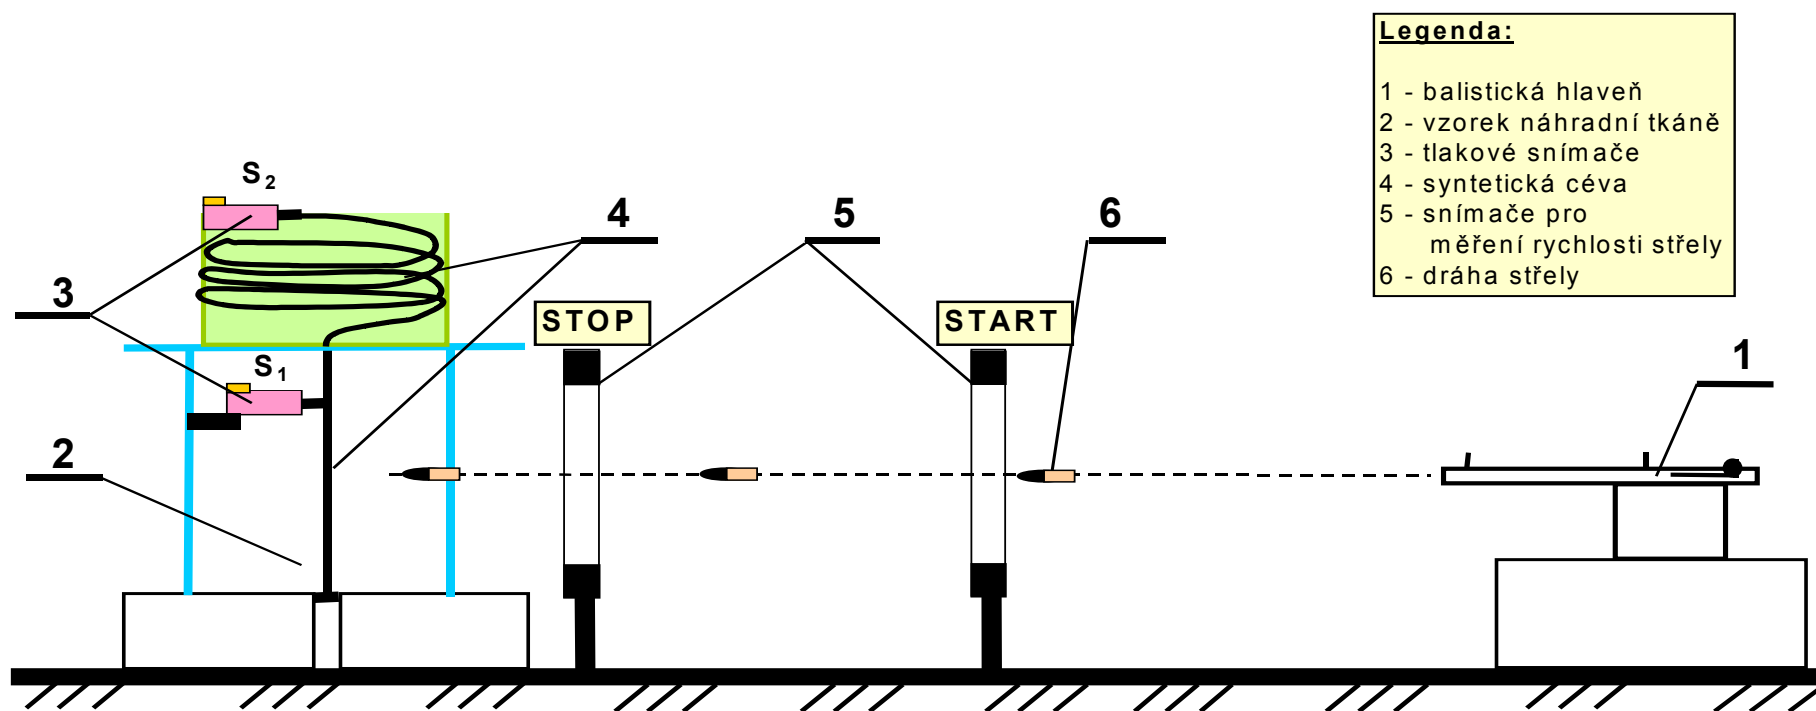 Legenda:
1 - balistická hlaveň
2 - vzorek náhradní tkáně
3 - tlakové snímače
4 - syntetická céva
5 - snímače pro
měření rychlosti střely
6 - dráha střely
S2
4
5
6
3
STOP
START
S1
1
2